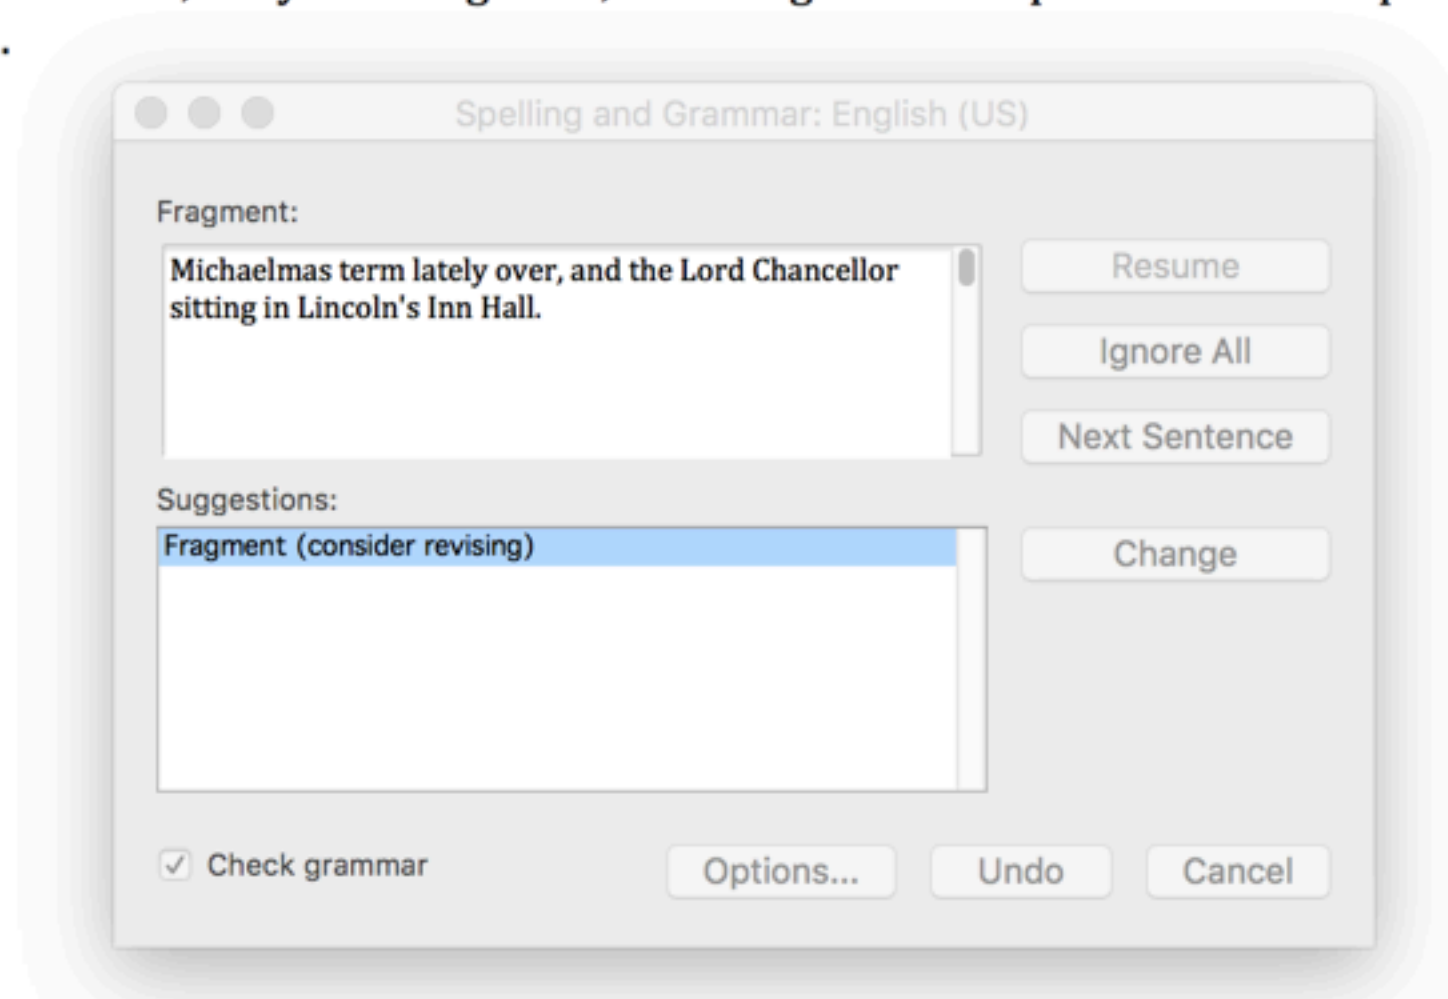 .
Spelling and Grammar: English (US)
Fragment:
Michaelmas term lately over, and the Lord Chancellor
sitting in Lincoln's Inn Hall.
Resume
Ignore All
Next Sentence
Suggestions:
Fragment (consider revising)
Change
Check grammar
Options...
Undo
Cancel